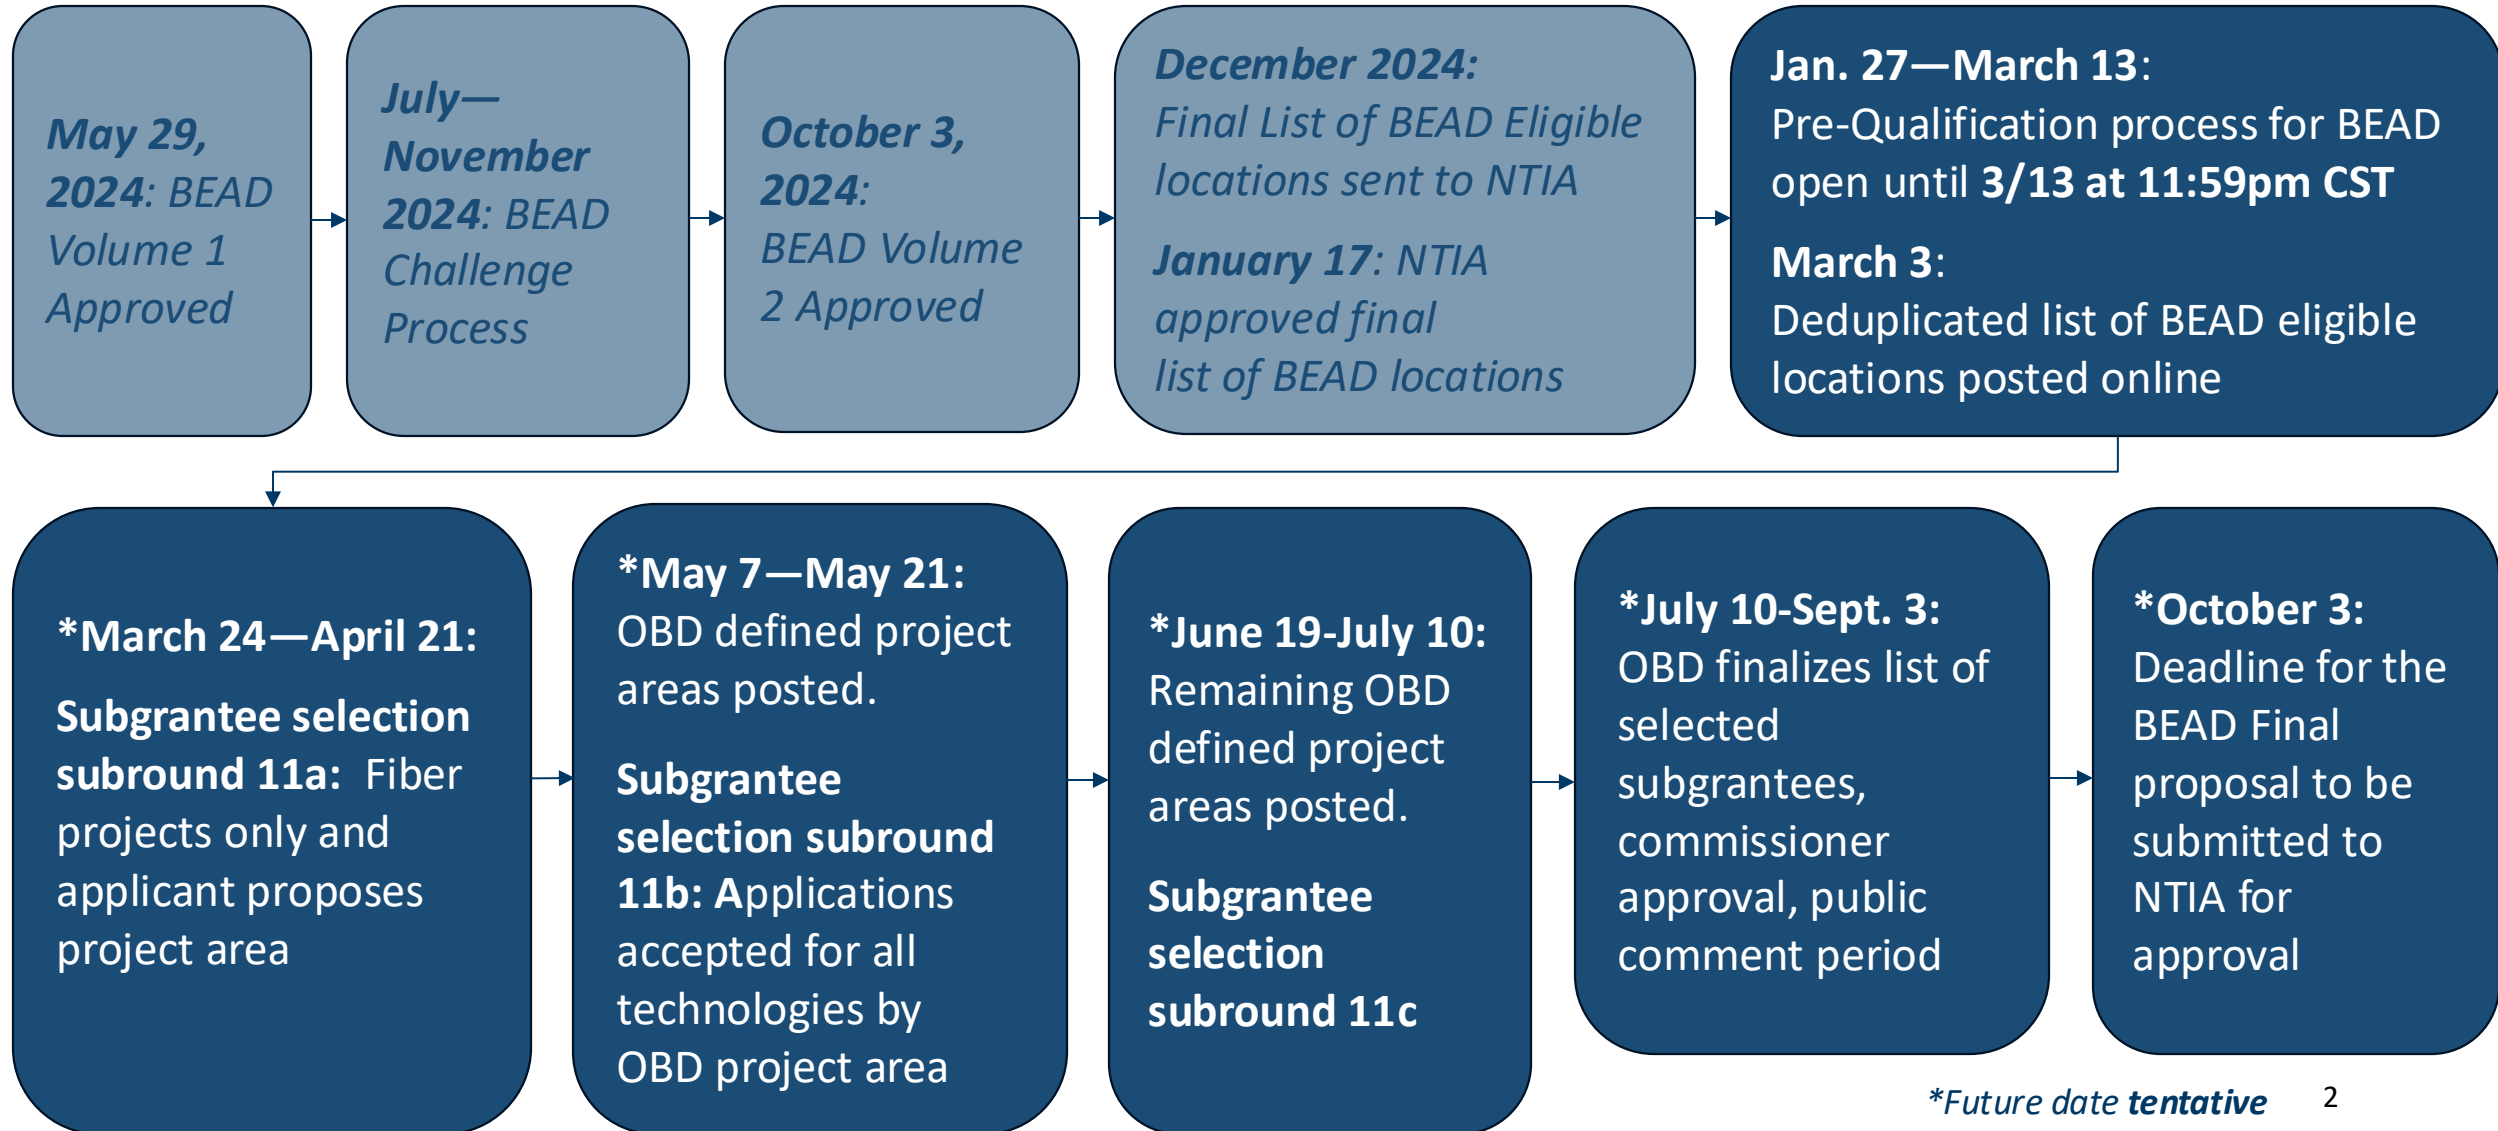 May 29,
2024: BEAD
Volume 1
Approved
July—
November
2024: BEAD
Challenge
Process
October 3,
2024:
BEAD Volume
2 Approved
December 2024:
Final List of BEAD Eligible
locations sent to NTIA
January 17: NTIA
approved final
list of BEAD locations
Jan. 27—March 13:
Pre-Qualification process for BEAD
open until 3/13 at 11:59pm CST
March 3:
Deduplicated list of BEAD eligible
locations posted online
*March 24—April 21:
Subgrantee selection
subround 11a: Fiber
projects only and
applicant proposes
project area
*May 7—May 21:
OBD defined project
areas posted.
Subgrantee
selection subround
11b: Applications
accepted for all
technologies by
OBD project area
*June 19-July 10:
Remaining OBD
defined project
areas posted.
Subgrantee
selection
subround 11c
*July 10-Sept. 3:
OBD finalizes list of
selected
subgrantees,
commissioner
approval, public
comment period
*October 3:
Deadline for the
BEAD Final
proposal to be
submitted to
NTIA for
approval
*Future date tentative
2